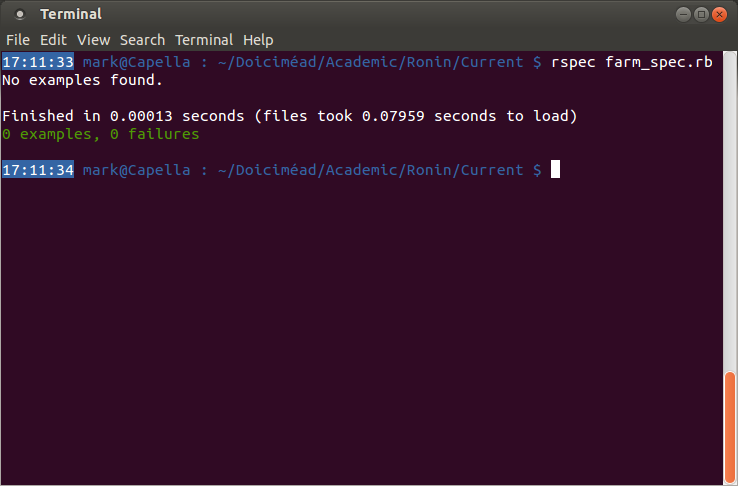 Terminal
File Edit View Search Terminal Help
17:11:33 mark@Capella : ~/Doiciméad/Academic/Ronin/Current $ rspec farm_spec.rb
No examples found.
Finished in 0.00013 seconds (files took 0.07959 seconds to load)
0 examples, 0 failures
17:11:34 mark@Capella : ~/Doiciméad/Academic/Ronin/Current $